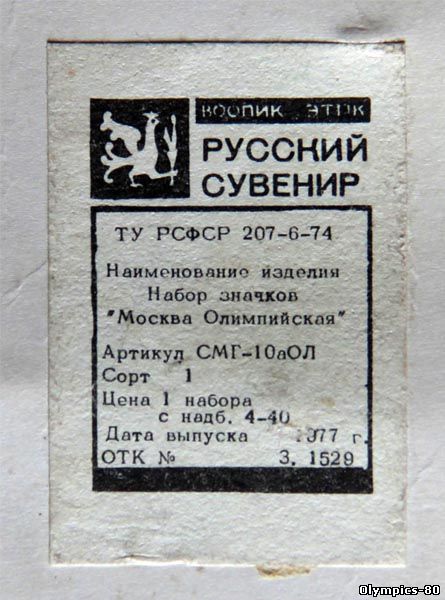 ВООПИК ЭТПК
РУССКИЙ
СУВЕНИР
ТУ РСФСР 207-6-74
Наименование изделия
Набор значков
"Москва Олимпийская"
Артикул СМГ-10аОЛ
Сорт 1
Цена 1 набора
с надб. 4-40
Дата выпуска 1977 г.
ОТК № 3. 1529
Olympics-80